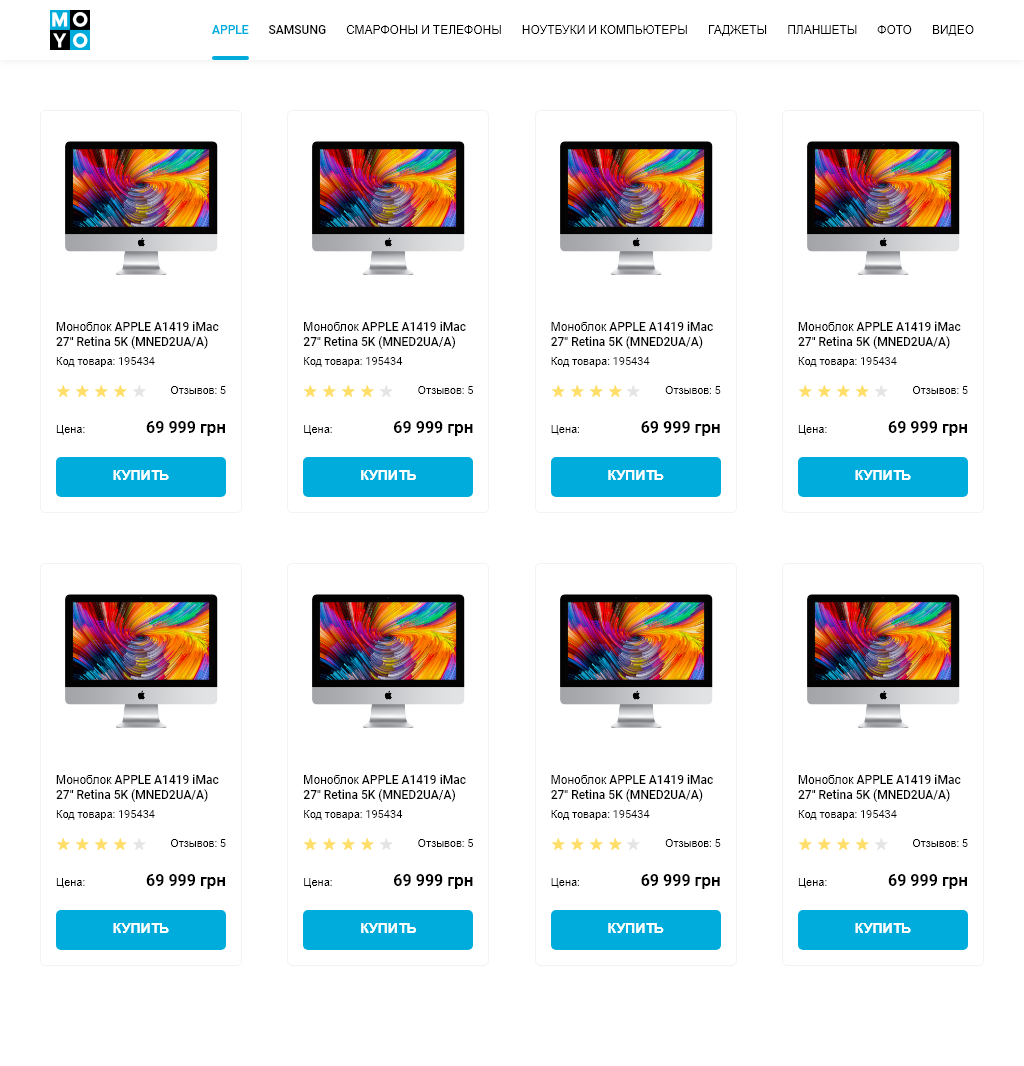 MO
YO
APPLE SAMSUNG СМАРФОНЫ И ТЕЛЕФОНЫ НОУТБУКИ И КОМПЬЮТЕРЫ ГАДЖЕТЫ ПЛАНШЕТЫ ФОТО ВИДЕО
Моноблок APPLE A1419 iMac
27" Retina 5K (MNED2UA/A)
Код товара: 195434
Отзывов: 5
Цена: 69 999 грн
КУПИТЬ
Моноблок APPLE A1419 iMac
27" Retina 5K (MNED2UA/A)
Код товара: 195434
Отзывов: 5
Цена: 69 999 грн
КУПИТЬ
Моноблок APPLE A1419 iMac
27" Retina 5K (MNED2UA/A)
Код товара: 195434
Отзывов: 5
Цена: 69 999 грн
КУПИТЬ
Моноблок APPLE A1419 iMac
27" Retina 5K (MNED2UA/A)
Код товара: 195434
Отзывов: 5
Цена: 69 999 грн
КУПИТЬ
Моноблок APPLE A1419 iMac
27" Retina 5K (MNED2UA/A)
Код товара: 195434
Отзывов: 5
Цена: 69 999 грн
КУПИТЬ
Моноблок APPLE A1419 iMac
27" Retina 5K (MNED2UA/A)
Код товара: 195434
Отзывов: 5
Цена: 69 999 грн
КУПИТЬ
Моноблок APPLE A1419 iMac
27" Retina 5K (MNED2UA/A)
Код товара: 195434
Отзывов: 5
Цена: 69 999 грн
КУПИТЬ
Моноблок APPLE A1419 iMac
27" Retina 5K (MNED2UA/A)
Код товара: 195434
Отзывов: 5
Цена: 69 999 грн
КУПИТЬ